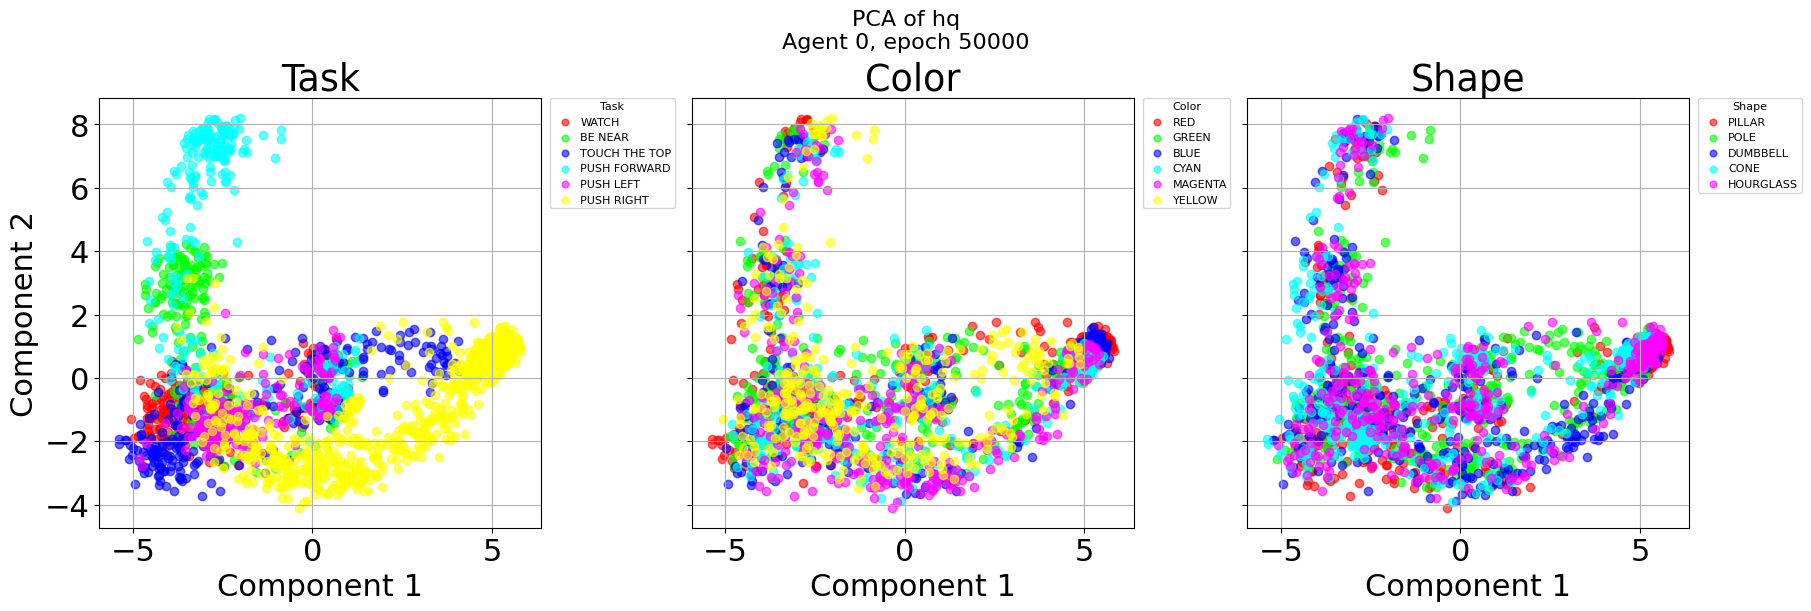 PCA of hq
Agent 0, epoch 50000
Task
Color
Shape
Component 2
8
6
4
2
0
−2
−4
−5 0 5
−5 0 5
−5 0 5
Component 1
Component 1
Component 1
Task
WATCH
BE NEAR
TOUCH THE TOP
PUSH FORWARD
PUSH LEFT
PUSH RIGHT
Color
RED
GREEN
BLUE
CYAN
MAGENTA
YELLOW
Shape
PILLAR
POLE
DUMBBELL
CONE
HOURGLASS